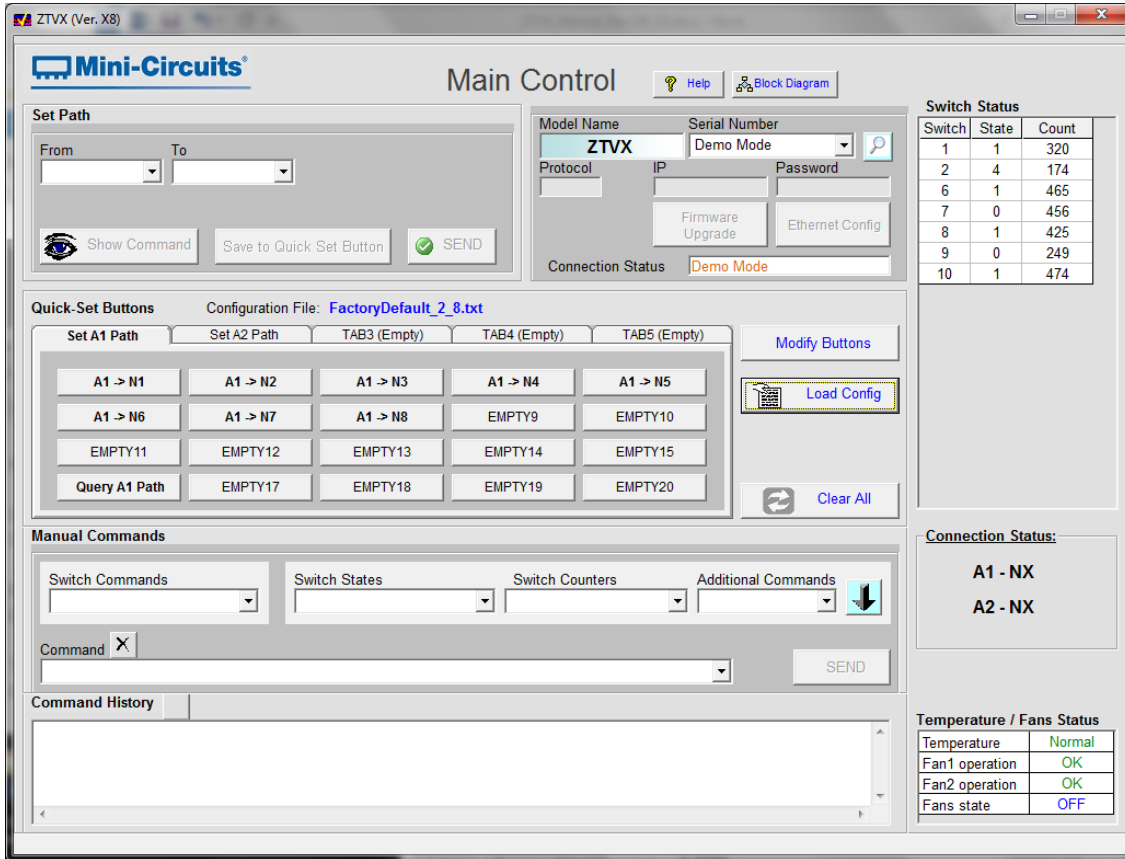 ZTVX (Ver. X8)
Mini-Circuits®
Main Control
Help
Block Diagram
Set Path
From To
Show Command
Save to Quick Set Button
SEND
Model Name Serial Number
ZTVX Demo Mode
Protocol IP Password
Firmware
Upgrade
Ethernet Config
Connection Status Demo Mode
Switch Status
Switch State Count
1 1 320
2 4 174
6 1 465
7 0 456
8 1 425
9 0 249
10 1 474
Quick-Set Buttons Configuration File: FactoryDefault_2_8.txt
Set A1 Path Set A2 Path TAB3 (Empty) TAB4 (Empty) TAB5 (Empty)
A1 -> N1 A1 -> N2 A1 -> N3 A1 -> N4 A1 -> N5
A1 -> N6 A1 -> N7 A1 -> N8 EMPTY9 EMPTY10
EMPTY11 EMPTY12 EMPTY13 EMPTY14 EMPTY15
Query A1 Path EMPTY17 EMPTY18 EMPTY19 EMPTY20
Modify Buttons
Load Config
Clear All
Manual Commands
Switch Commands Switch States Switch Counters Additional Commands
Command X
SEND
Command History
Connection Status:
A1 - NX
A2 - NX
Temperature / Fans Status
Temperature Normal
Fan1 operation OK
Fan2 operation OK
Fans state OFF